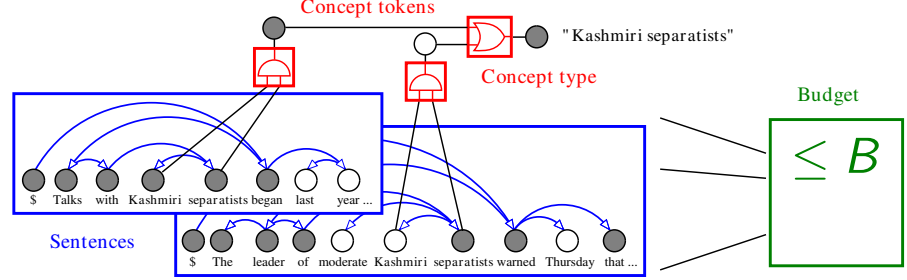 Concept tokens
"Kashmiri separatists"
Concept type
Budget
≤ B
$ Talks with Kashmiri separatists began last year ...
Sentences
$ The leader of moderate Kashmiri separatists warned Thursday that ...